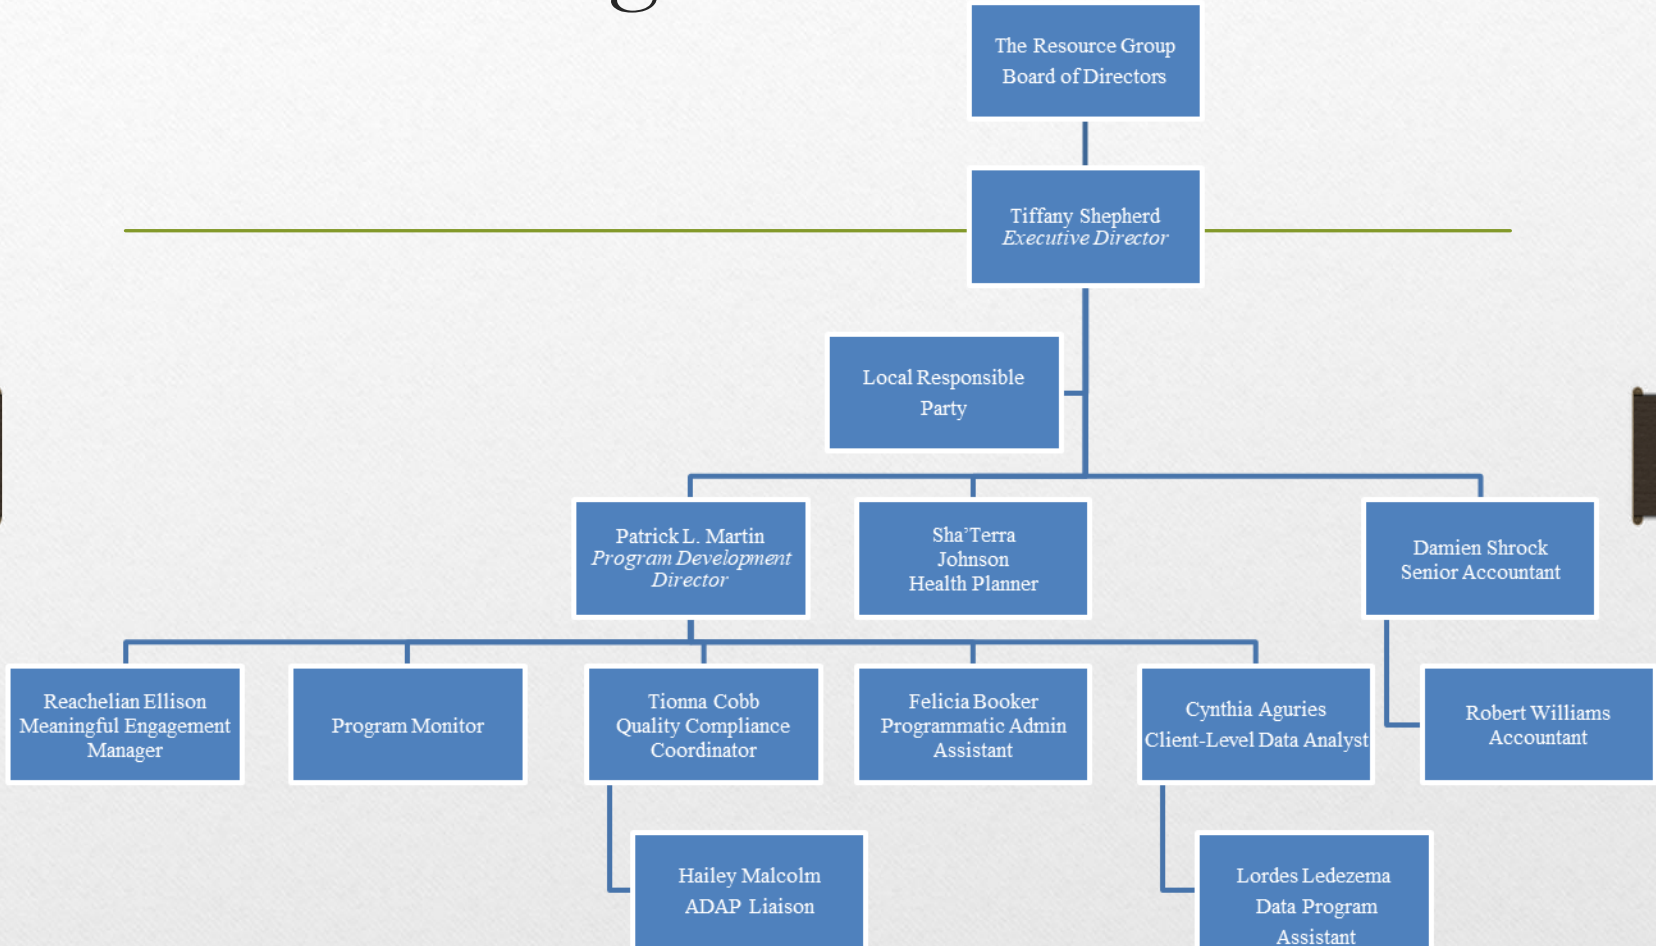 The Resource Group
Board of Directors
Tiffany Shepherd
Executive Director
Local Responsible
Party
Patrick L. Martin
Program Development
Director
Sha’Terra
Johnson
Health Planner
Damien Shrock
Senior Accountant
Reachelian Ellison
Meaningful Engagement
Manager
Program Monitor
Tionna Cobb
Quality Compliance
Coordinator
Felicia Booker
Programmatic Admin
Assistant
Cynthia Aguries
Client-Level Data Analyst
Robert Williams
Accountant
Hailey Malcolm
ADAP Liaison
Lordes Ledezema
Data Program
Assistant